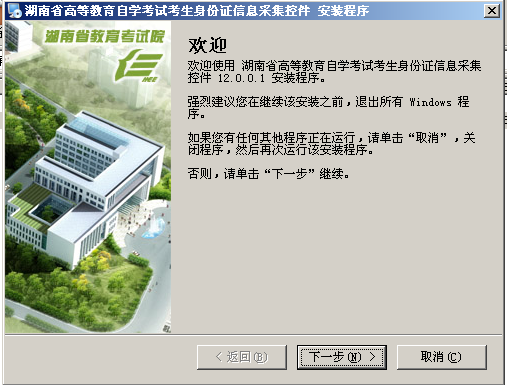 湖南省高等教育自学考试考生身份证信息采集控件 安装程序
湖南省教育考试院
HEE
欢迎
欢迎使用 湖南省高等教育自学考试考生身份证信息采集
控件 12.0.0.1 安装程序。
强烈建议您在继续该安装之前,退出所有 Windows 程
序。
如果您有任何其他程序正在运行,请单击“取消”,关
闭程序,然后再次运行该安装程序。
否则,请单击“下一步”继续。
< 返回(B)
下一步(N) >
取消(C)